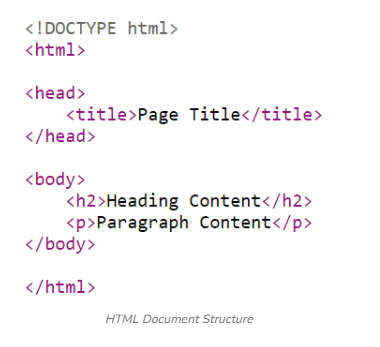 <!DOCTYPE html>
<html>
<head>
<title>Page Title</title>
</head>
<body>
<h2>Heading Content</h2>
<p>Paragraph Content</p>
</body>
</html>
HTML Document Structure